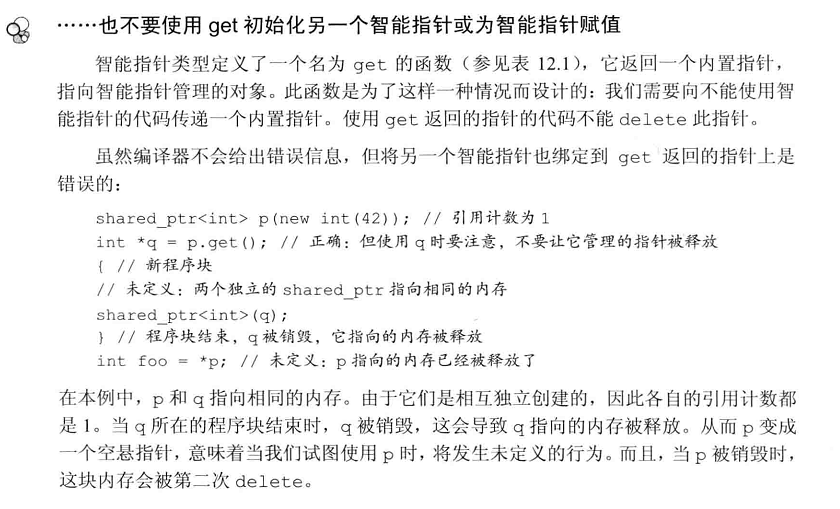 ……也不要使用 get 初始化另一个智能指针或为智能指针赋值
智能指针类型定义了一个名为 get 的函数（参见表 12.1），它返回一个内置指针，
指向智能指针管理的对象。此函数是为了这样一种情况而设计的：我们需要向不能使用智
能指针的代码传递一个内置指针。使用 get 返回的指针的代码不能 delete 此指针。
虽然编译器不会给出错误信息，但将另一个智能指针也绑定到 get 返回的指针上是
错误的：
shared_ptr<int> p(new int(42)); // 引用计数为 1
int *q = p.get(); // 正确：但使用 q 时要注意，不要让它管理的指针被释放
{ // 新程序块
// 未定义：两个独立的 shared_ptr 指向相同的内存
shared_ptr<int>(q);
} // 程序块结束，q 被销毁，它指向的内存被释放
int foo = *p; // 未定义：p 指向的内存已经被释放了
在本例中，p 和 q 指向相同的内存。由于它们是相互独立创建的，因此各自的引用计数都
是 1。当 q 所在的程序块结束时，q 被销毁，这会导致 q 指向的内存被释放。从而 p 变成
一个空悬指针，意味着当我们试图使用 p 时，将发生未定义的行为。而且，当 p 被销毁时，
这块内存会被第二次 delete。